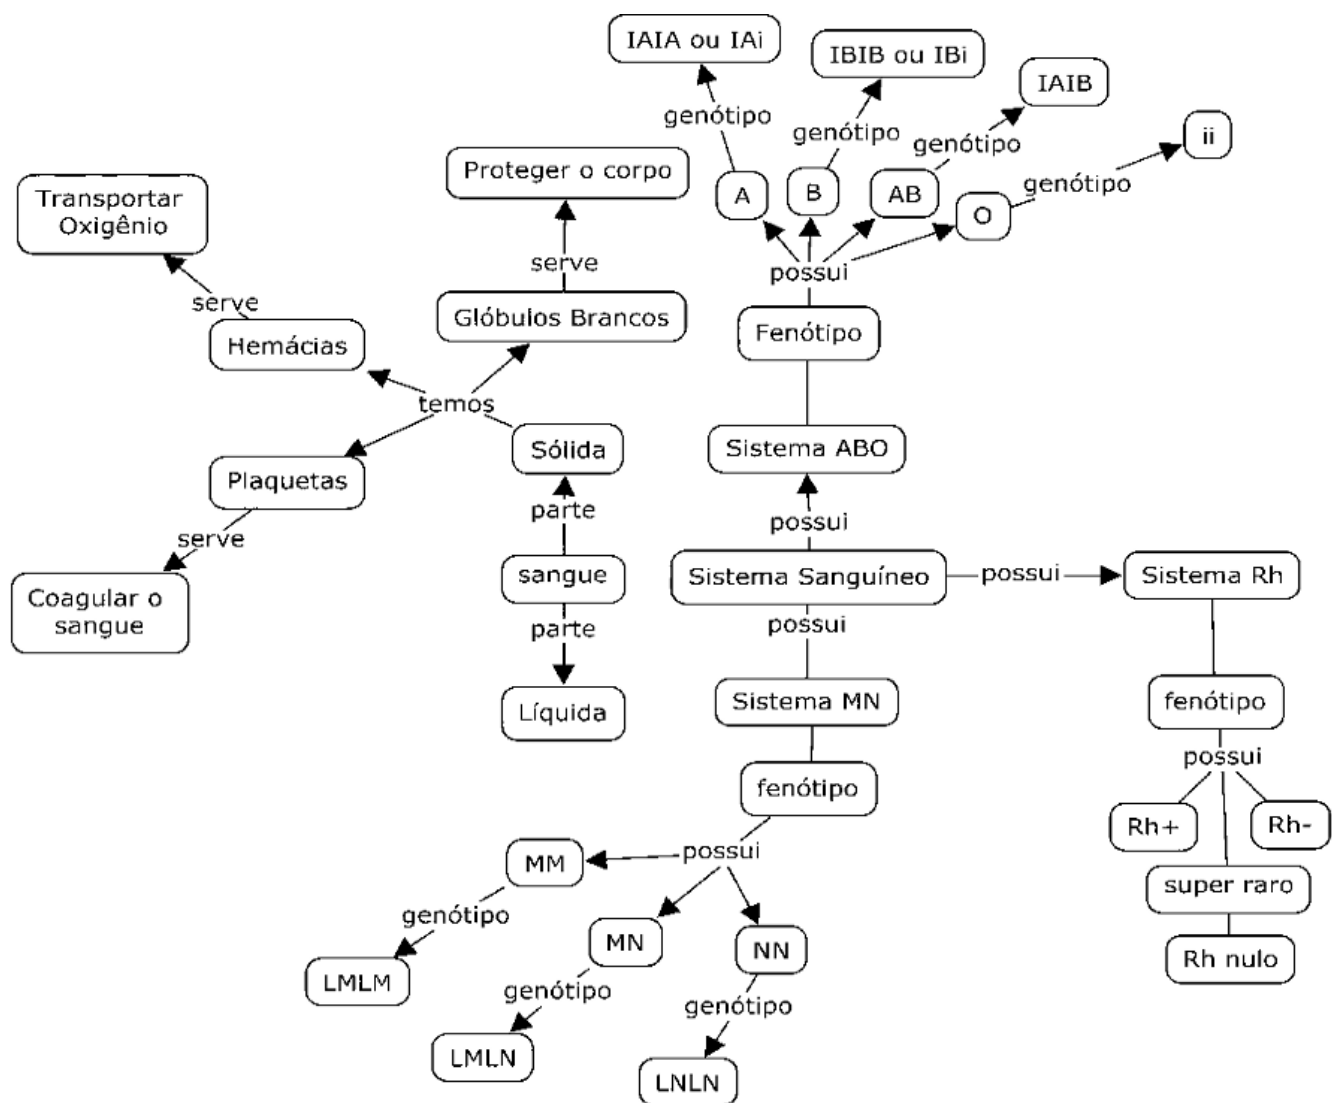 IAIA ou IAi
IBIB ou IBi
IAIB
genótipo
genótipo
genótipo
ii
genótipo
Proteger o corpo
A
B
AB
O
Transportar
Oxigênio
possui
serve
serve
Glóbulos Brancos
Fenótipo
Hemácias
temos
Sólida
Sistema ABO
Plaquetas
parte
possui
serve
sangue
Sistema Sanguíneo
possui
Sistema Rh
Coagular o
sangue
parte
possui
Líquida
Sistema MN
fenótipo
possui
fenótipo
Rh+
Rh-
possui
MM
super raro
genótipo
MN
NN
Rh nulo
LMLM
genótipo
genótipo
LMLN
LNLN